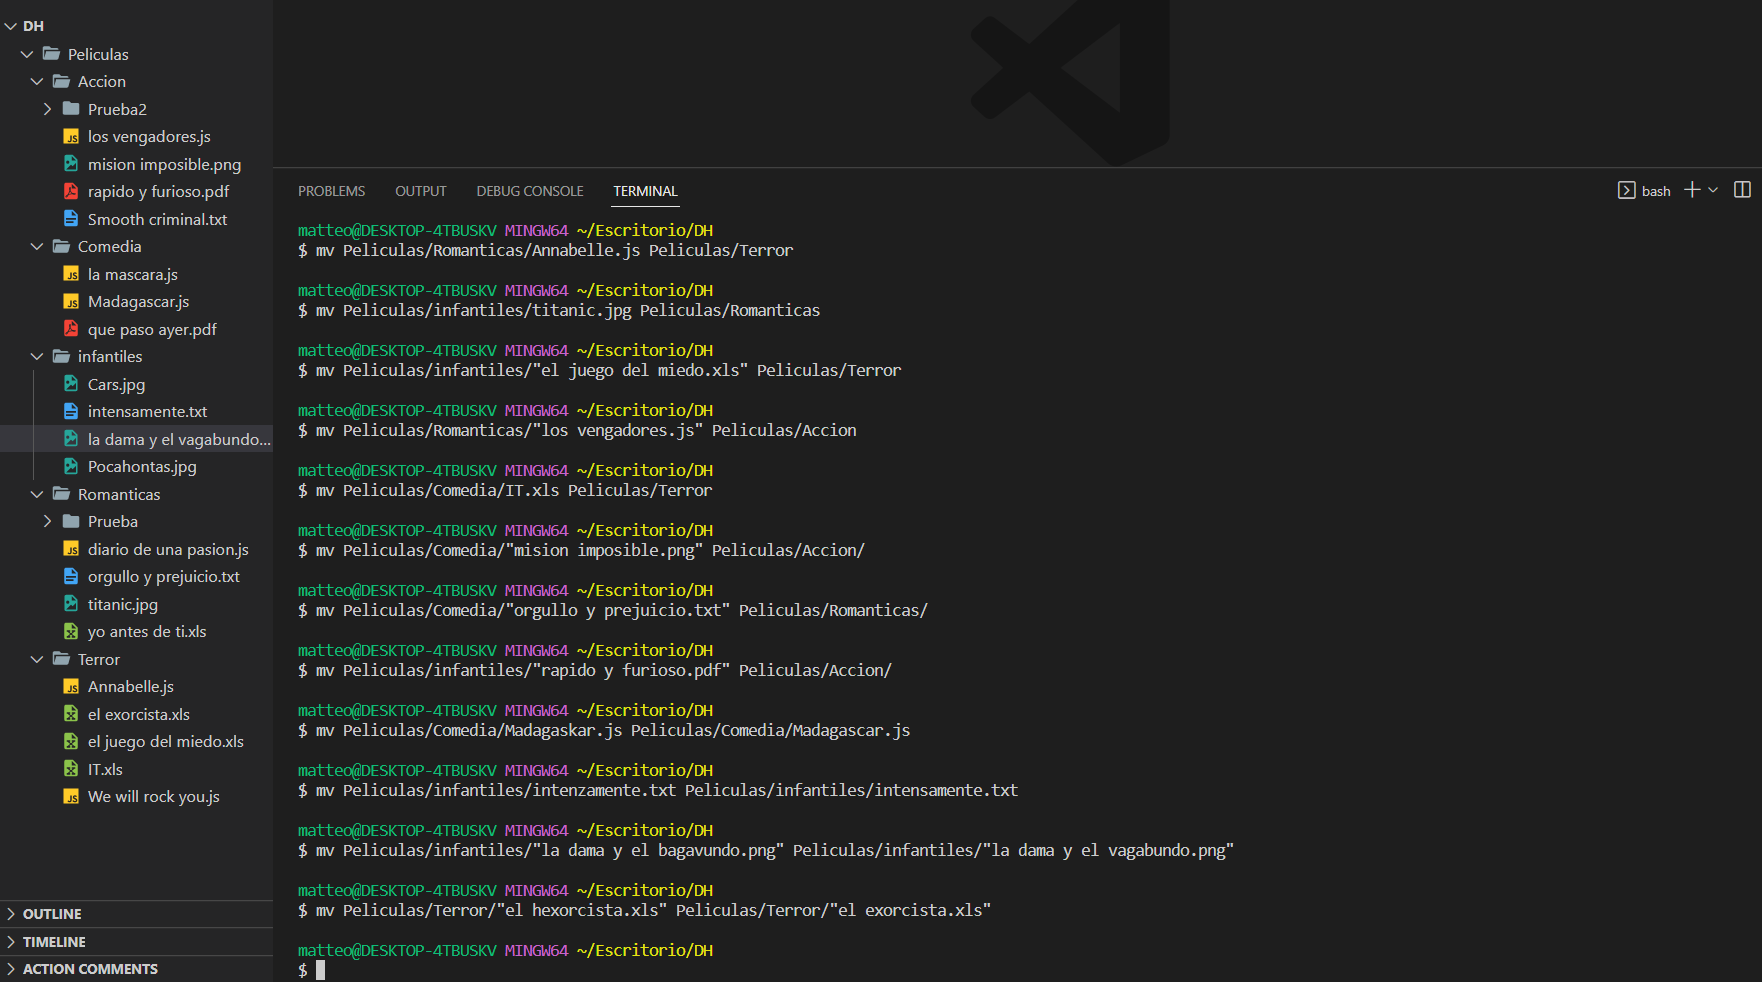 DH
Peliculas
Accion
Prueba2
los vengadores.js
mision imposible.png
rapido y furioso.pdf
Smooth criminal.txt
Comedia
la mascara.js
Madagascar.js
que paso ayer.pdf
infantiles
Cars.jpg
intensamente.txt
la dama y el vagabundo...
Pocahontas.jpg
Romanticas
Prueba
diario de una pasion.js
orgullo y prejuicio.txt
titanic.jpg
yo antes de ti.xls
Terror
Annabelle.js
el exorcista.xls
el juego del miedo.xls
IT.xls
We will rock you.js
OUTLINE
TIMELINE
ACTION COMMENTS
PROBLEMS OUTPUT DEBUG CONSOLE TERMINAL bash
matteo@DESKTOP-4TBUSKV MINGW64 ~/Escritorio/DH
$ mv Peliculas/Romanticas/Annabelle.js Peliculas/Terror
matteo@DESKTOP-4TBUSKV MINGW64 ~/Escritorio/DH
$ mv Peliculas/infantiles/titanic.jpg Peliculas/Romanticas
matteo@DESKTOP-4TBUSKV MINGW64 ~/Escritorio/DH
$ mv Peliculas/infantiles/"el juego del miedo.xls" Peliculas/Terror
matteo@DESKTOP-4TBUSKV MINGW64 ~/Escritorio/DH
$ mv Peliculas/Romanticas/"los vengadores.js" Peliculas/Accion
matteo@DESKTOP-4TBUSKV MINGW64 ~/Escritorio/DH
$ mv Peliculas/Comedia/IT.xls Peliculas/Terror
matteo@DESKTOP-4TBUSKV MINGW64 ~/Escritorio/DH
$ mv Peliculas/Comedia/"mision imposible.png" Peliculas/Accion/
matteo@DESKTOP-4TBUSKV MINGW64 ~/Escritorio/DH
$ mv Peliculas/Comedia/"orgullo y prejuicio.txt" Peliculas/Romanticas/
matteo@DESKTOP-4TBUSKV MINGW64 ~/Escritorio/DH
$ mv Peliculas/infantiles/"rapido y furioso.pdf" Peliculas/Accion/
matteo@DESKTOP-4TBUSKV MINGW64 ~/Escritorio/DH
$ mv Peliculas/Comedia/Madagaskar.js Peliculas/Comedia/Madagascar.js
matteo@DESKTOP-4TBUSKV MINGW64 ~/Escritorio/DH
$ mv Peliculas/infantiles/intenzamente.txt Peliculas/infantiles/intensamente.txt
matteo@DESKTOP-4TBUSKV MINGW64 ~/Escritorio/DH
$ mv Peliculas/infantiles/"la dama y el bagavundo.png" Peliculas/infantiles/"la dama y el vagabundo.png"
matteo@DESKTOP-4TBUSKV MINGW64 ~/Escritorio/DH
$ mv Peliculas/Terror/"el hexorcista.xls" Peliculas/Terror/"el exorcista.xls"
matteo@DESKTOP-4TBUSKV MINGW64 ~/Escritorio/DH
$